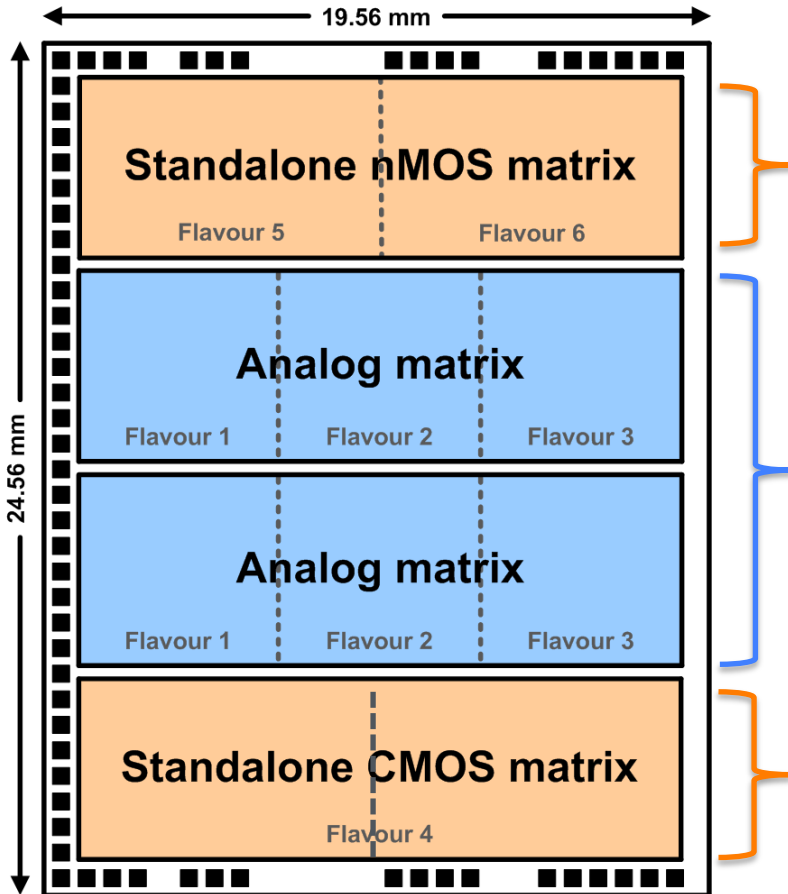 19.56 mm
24.56 mm
Standalone nMOS matrix
Flavour 5 Flavour 6
Analog matrix
Flavour 1 Flavour 2 Flavour 3
Analog matrix
Flavour 1 Flavour 2 Flavour 3
Standalone CMOS matrix
Flavour 4